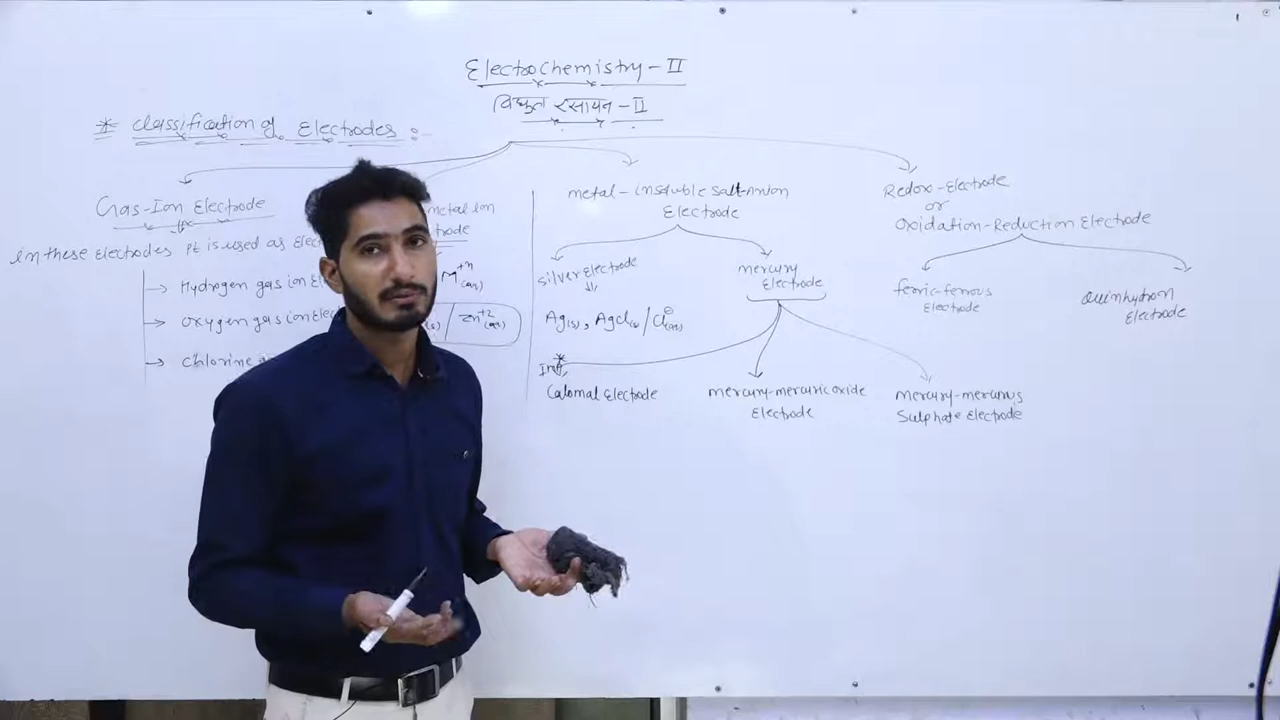 Electrochemistry-II
विद्युत रसायन-II
* classification of Electrodes :-
Gas-Ion Electrode
in these Electrodes Pt is used as
→ Hydrogen gas ion
→ oxygen gas ion
→ chlorine
metal Ion
M⁺ⁿ(aq)
/ Zn⁺²(aq)
metal-insoluble salt-Anion
Electrode
Silver Electrode
Ag(s), AgCl(s)/Cl⊖(aq)
mercury
Electrode
*
Calomal Electrode
mercury-mercuric oxide
Electrode
mercury-mercurus
Sulphate Electrode
Redox-Electrode
or
Oxidation-Reduction Electrode
ferric-ferrous
Electrode
Quinhydron
Electrode